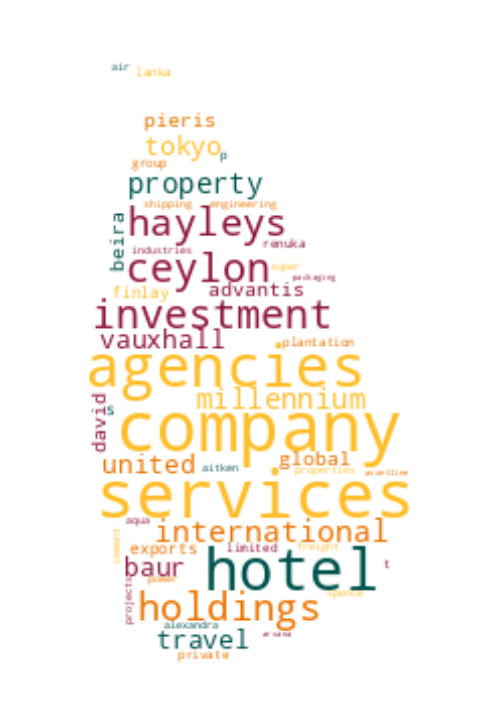 air
lanka
pieris
tokyo
p
group
property
shipping engineering
beira
hayleys
renuka
industries
ceylon
super
packaging
finlay
advantis
investment
vauxhall
plantation
agencies
millennium
david
s
company
united
aitken
global
properties
assetline
services
aqua
international
cement
exports
limited
freight
baur
hotel
t
power
projects
spence
holdings
alexandra
travel
private